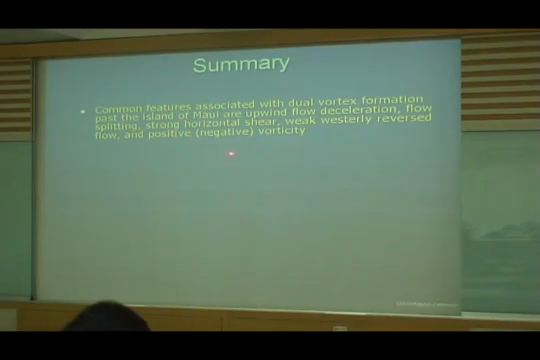 Summary
Common features associated with dual vortex formation
past the island of Maui are upwind flow deceleration, flow
splitting, strong horizontal shear, weak westerly reversed
flow, and positive (negative) vorticity